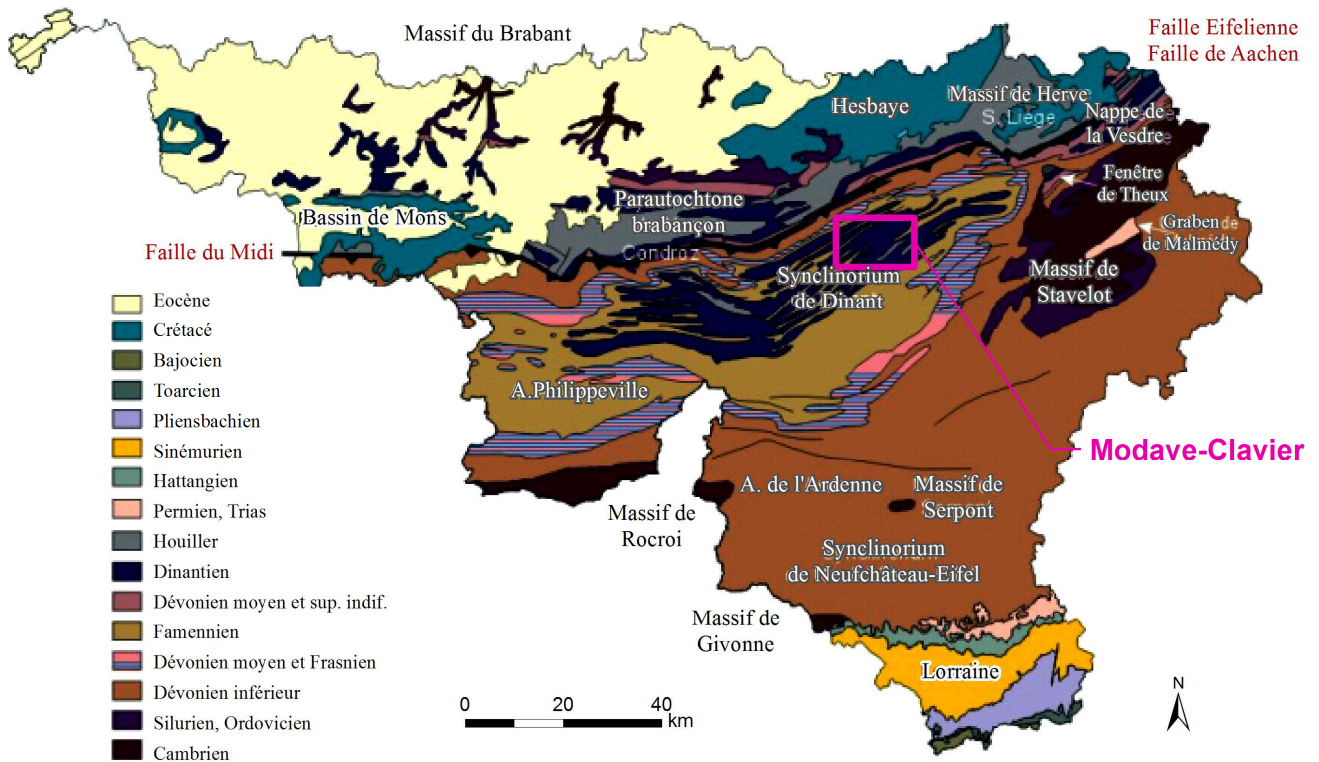 Massif du Brabant
Faille Eifelienne
Faille de Aachen
Hesbaye
Massif de Herve
S. Liège
Nappe de
la Vesdre
Fenêtre
de Theux
Parautochtone
brabançon
Condroz
Bassin de Mons
Faille du Midi
Graben
de Malmédy
Massif de
Stavelot
Synclinorium
de Dinant
A.Philippeville
Modave-Clavier
A. de l'Ardenne
Massif de
Serpont
Massif de
Rocroi
Synclinorium
de Neufchâteau-Eifel
Massif de
Givonne
Lorraine
Eocène
Crétacé
Bajocien
Toarcien
Pliensbachien
Sinémurien
Hattangien
Permien, Trias
Houiller
Dinantien
Dévonien moyen et sup. indif.
Famennien
Dévonien moyen et Frasnien
Dévonien inférieur
Silurien, Ordovicien
Cambrien
0 20 40
km
N